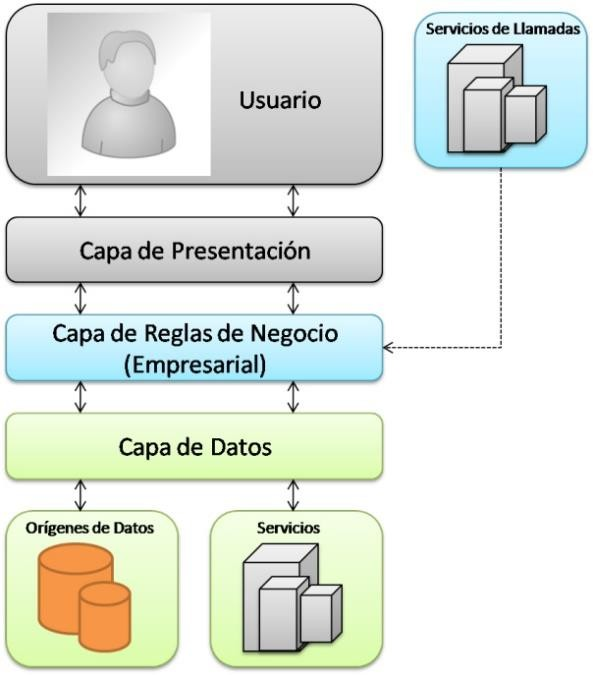 Usuario
Servicios de Llamadas
Capa de Presentación
Capa de Reglas de Negocio
(Empresarial)
Capa de Datos
Orígenes de Datos
Servicios